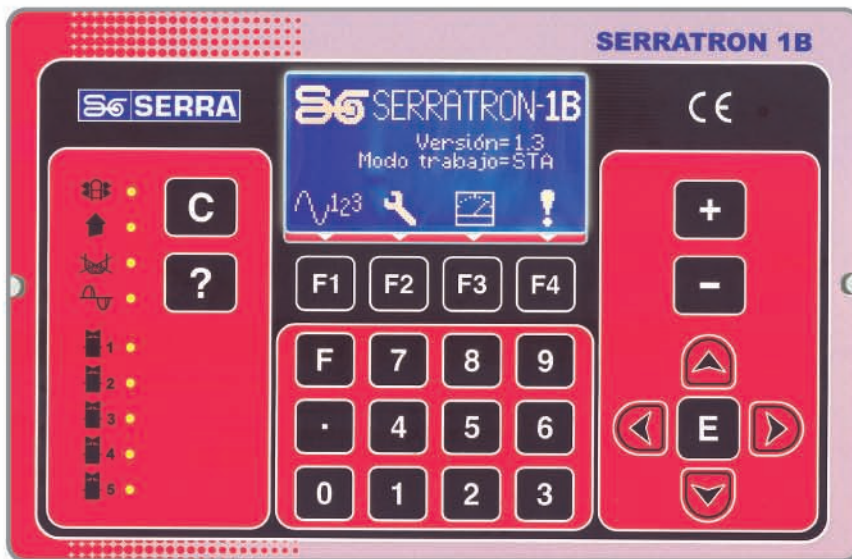 SERRATRON 1B
SERRA
SERRATRON-1B
Versión=1.3
Modo trabajo=STA
123
CE
C
?
F1 F2 F3 F4
+
-
F 7 8 9
. 4 5 6
0 1 2 3
E
1
2
3
4
5